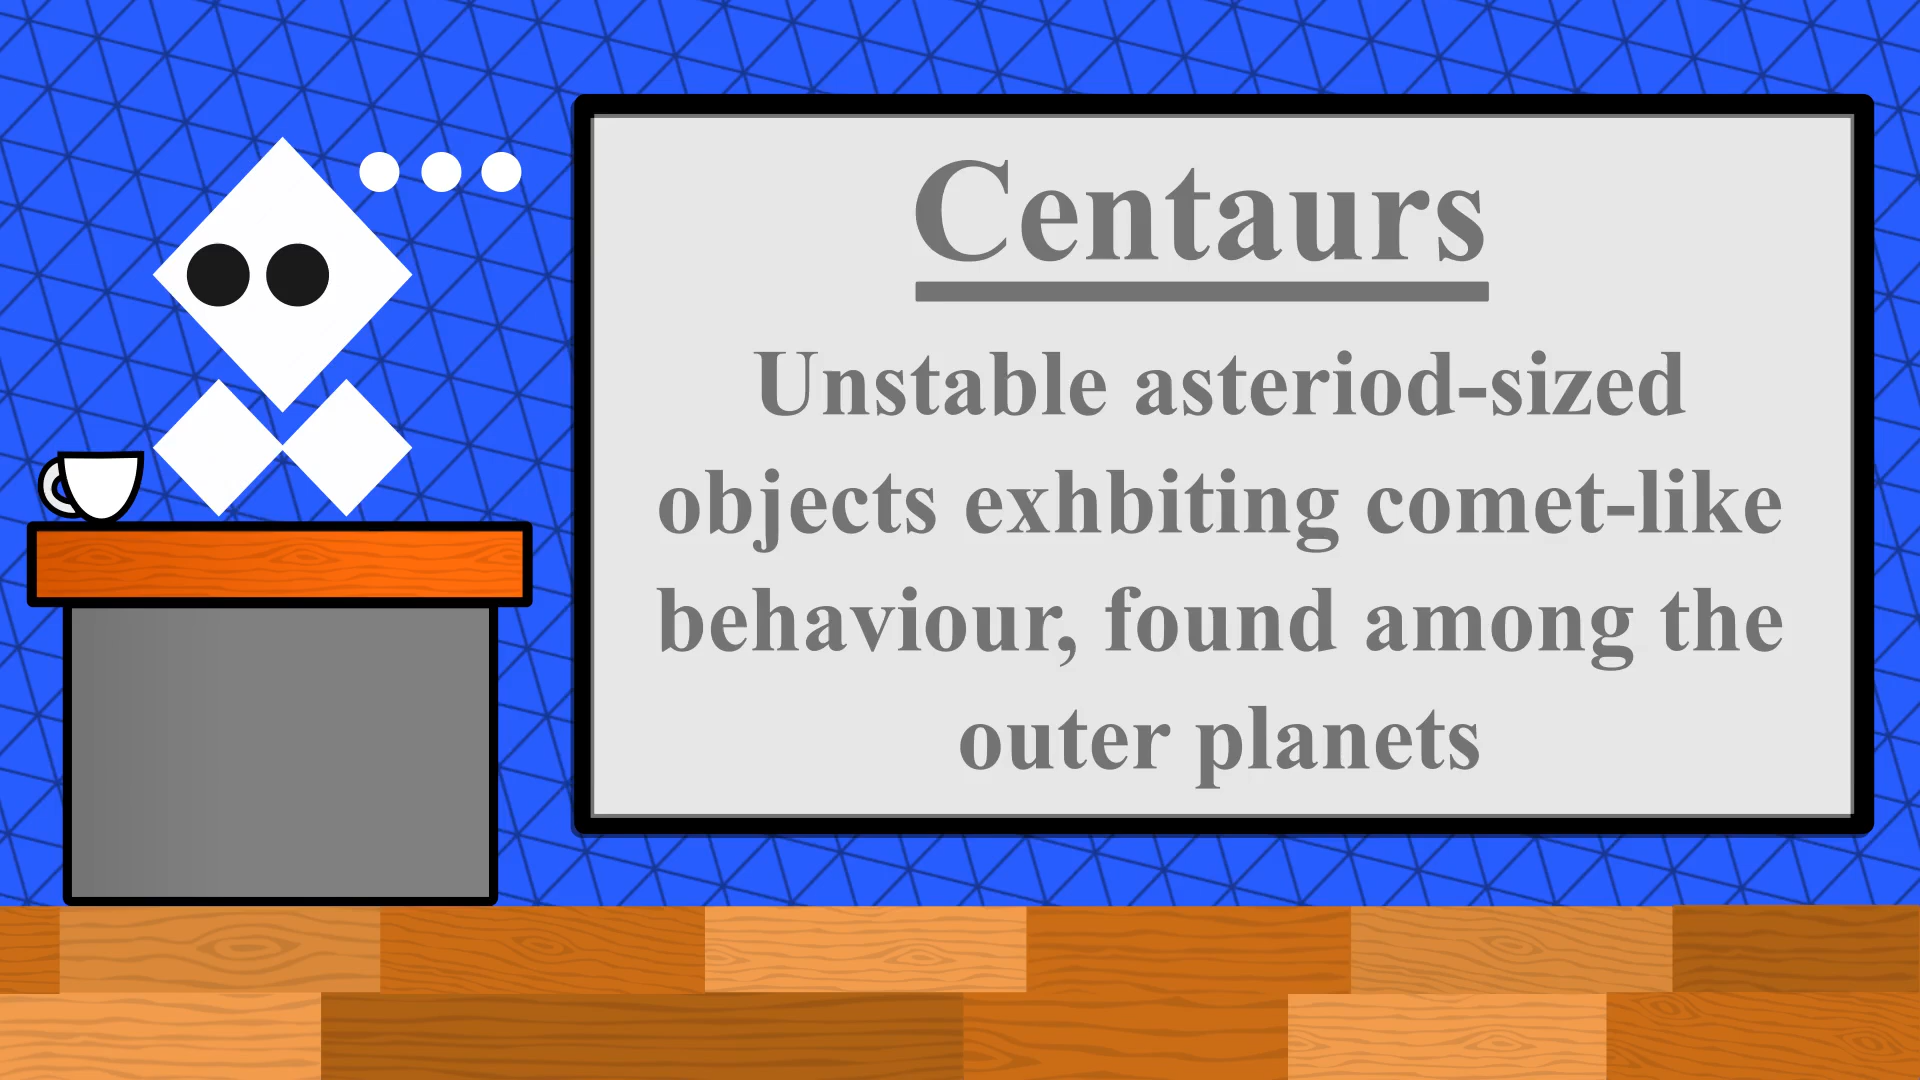 Centaurs
Unstable asteriod-sized
objects exhbiting comet-like
behaviour, found among the
outer planets